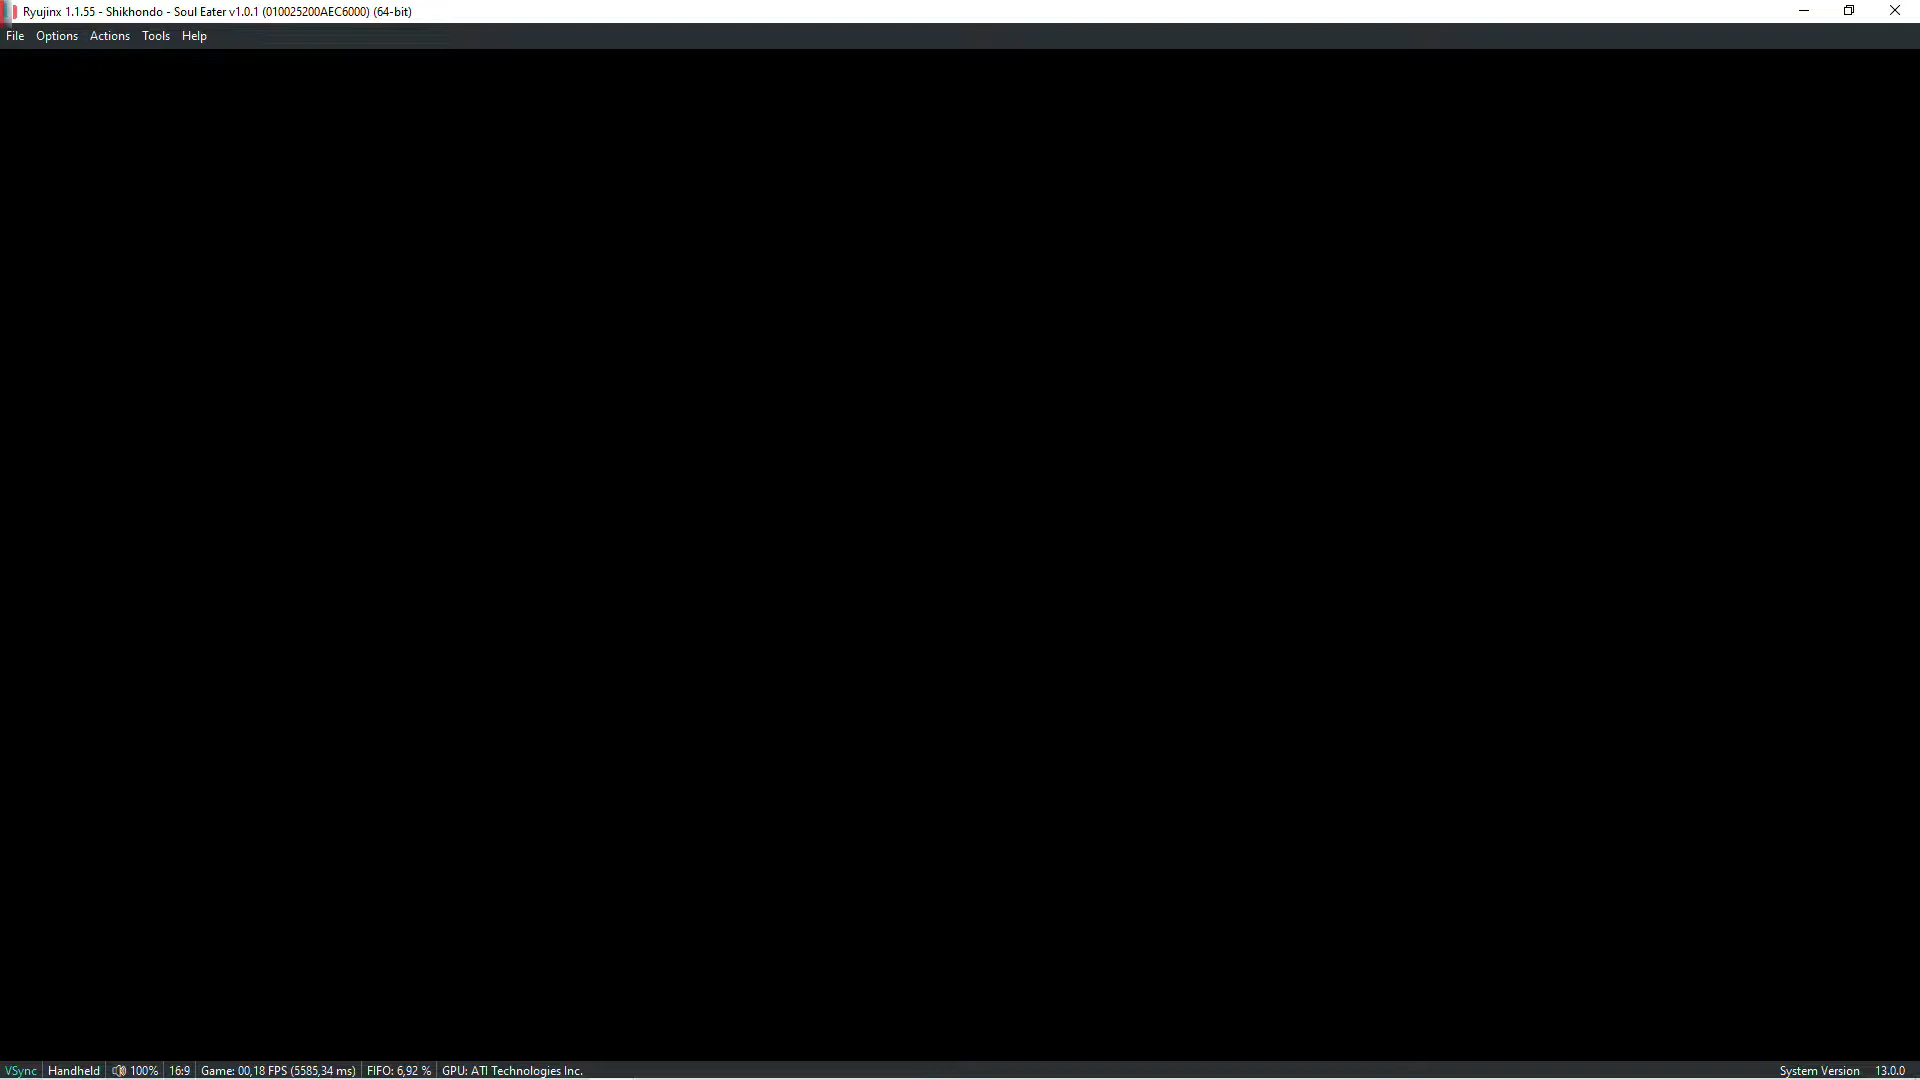 Ryujinx 1.1.55 - Shikhondo - Soul Eater v1.0.1 (010025200AEC6000) (64-bit)
File Options Actions Tools Help
VSync Handheld 100% 16:9 Game: 00,18 FPS (5585,34 ms) FIFO: 6,92 % GPU: ATI Technologies Inc. System Version 13.0.0